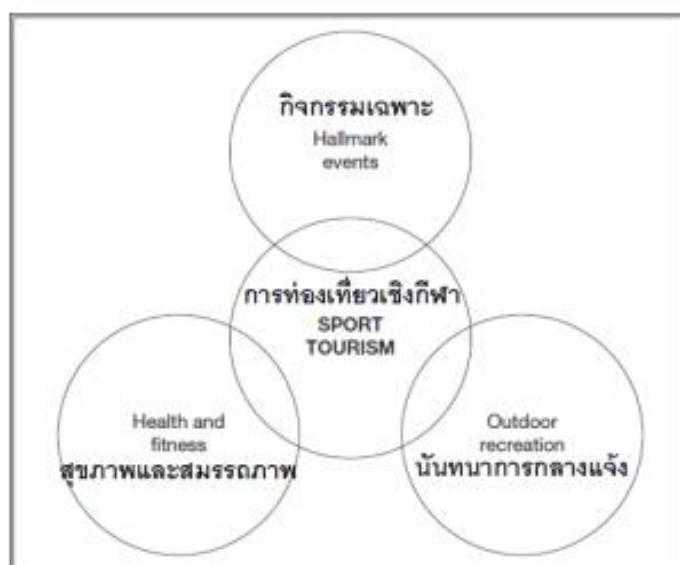 กิจกรรมเฉพาะ
Hallmark
events
การท่องเที่ยวเชิงกีฬา
SPORT
TOURISM
Health and
fitness
สุขภาพและสมรรถภาพ
Outdoor
recreation
นันทนาการกลางแจ้ง